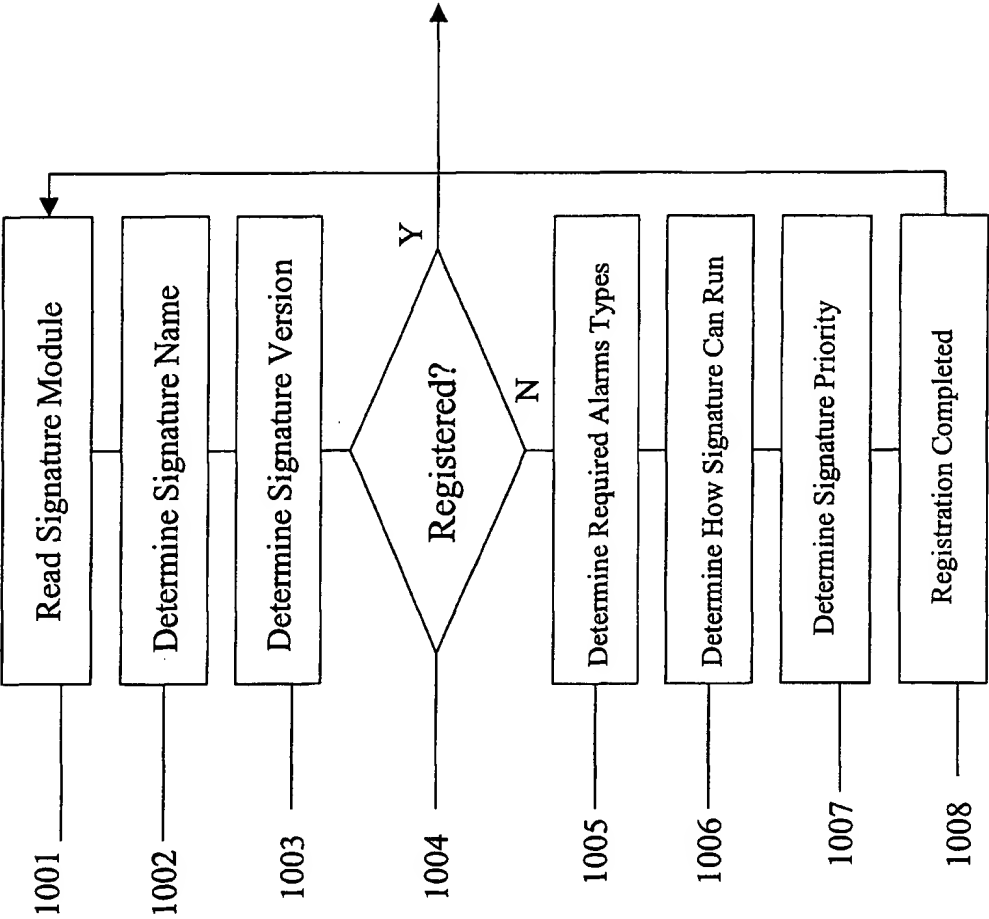 1001
Read Signature Module
1002
Determine Signature Name
1003
Determine Signature Version
1004
Registered?
Y
N
1005
Determine Required Alarms Types
1006
Determine How Signature Can Run
1007
Determine Signature Priority
1008
Registration Completed